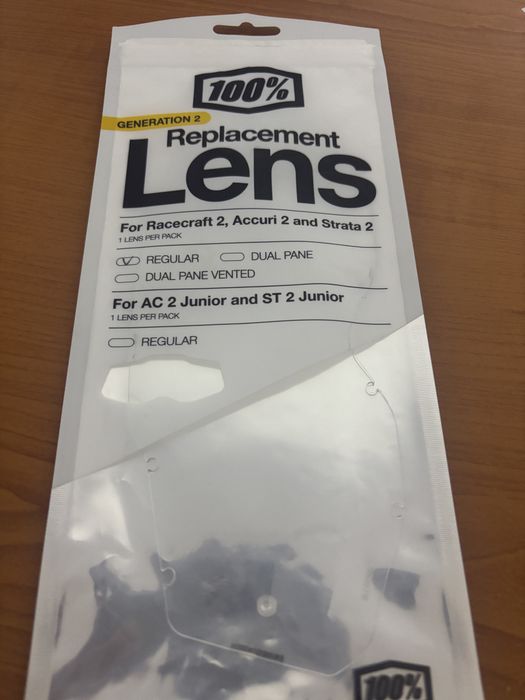 100%
GENERATION 2
Replacement
Lens
For Racecraft 2, Accuri 2 and Strata 2
1 LENS PER PACK
REGULAR DUAL PANE
DUAL PANE VENTED
For AC 2 Junior and ST 2 Junior
1 LENS PER PACK
REGULAR
100%